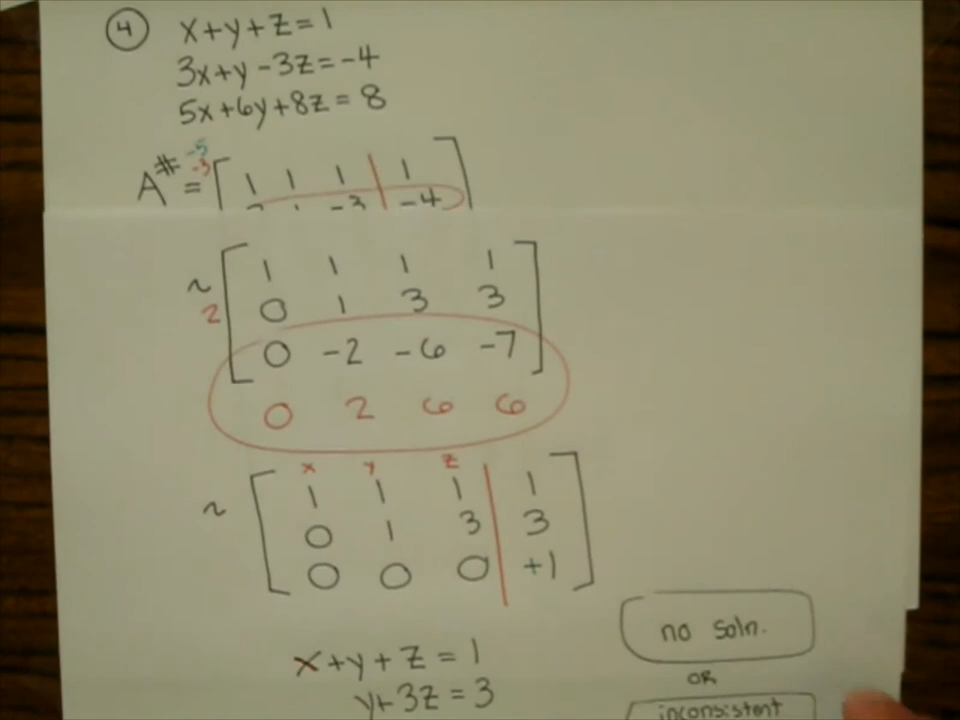 4 x+y+z=1
3x+y-3z=-4
5x+6y+8z=8
-5
-3
A# = [ 1 1 1 | 1 ]
-3 -4
~ [ 1 1 1 1
2 0 1 3 3
0 -2 -6 -7 ]
0 2 6 6
x y z
~ [ 1 1 1 | 1
0 1 3 | 3
0 0 0 | +1 ]
no soln.
x+y+z=1
OR
y+3z=3
inconsistent